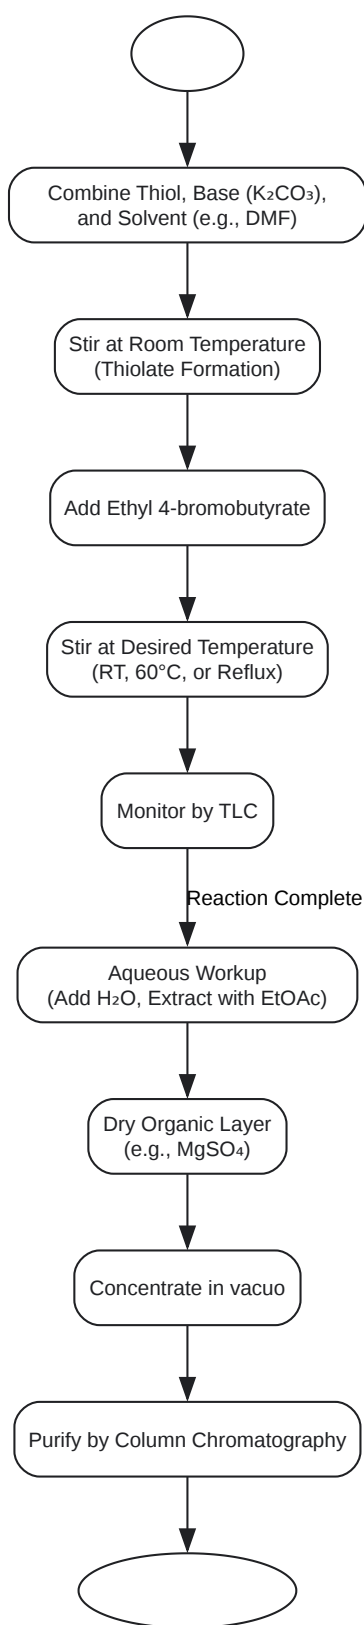 Combine Thiol, Base (K₂CO₃),
and Solvent (e.g., DMF)
Stir at Room Temperature
(Thiolate Formation)
Add Ethyl 4-bromobutyrate
Stir at Desired Temperature
(RT, 60°C, or Reflux)
Monitor by TLC
Reaction Complete
Aqueous Workup
(Add H₂O, Extract with EtOAc)
Dry Organic Layer
(e.g., MgSO₄)
Concentrate in vacuo
Purify by Column Chromatography